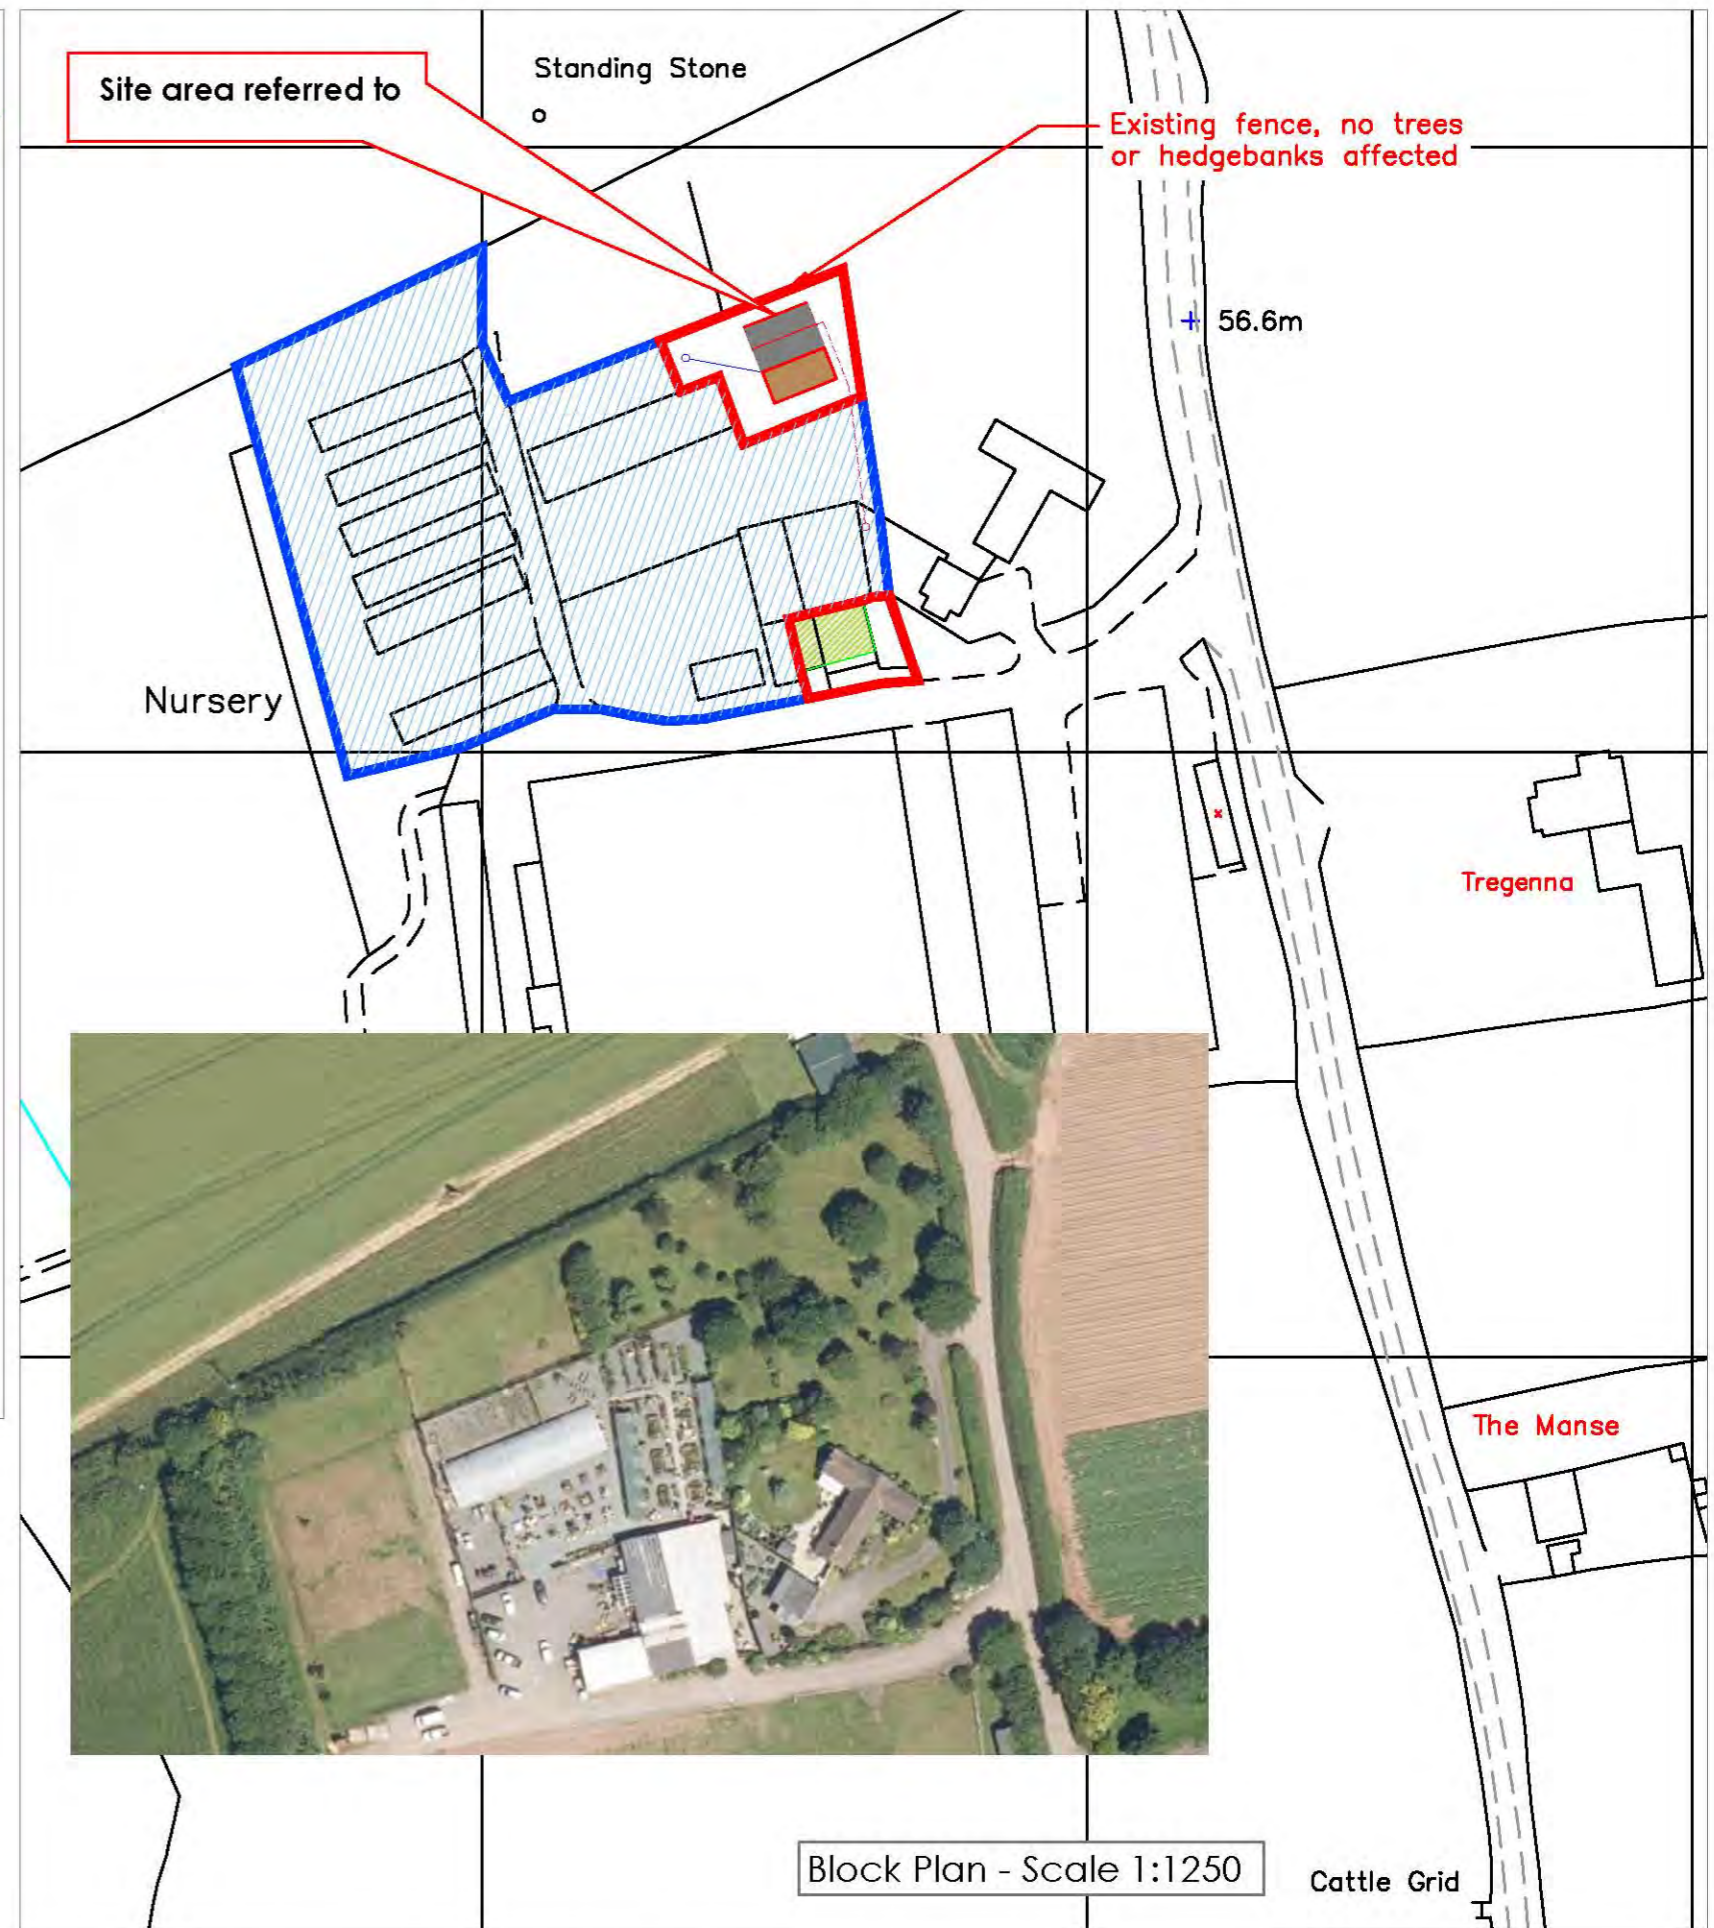 Standing Stone
Site area referred to
Existing fence, no trees
or hedgebanks affected
56.6m
Nursery
Tregenna
The Manse
Block Plan - Scale 1:1250
Cattle Grid